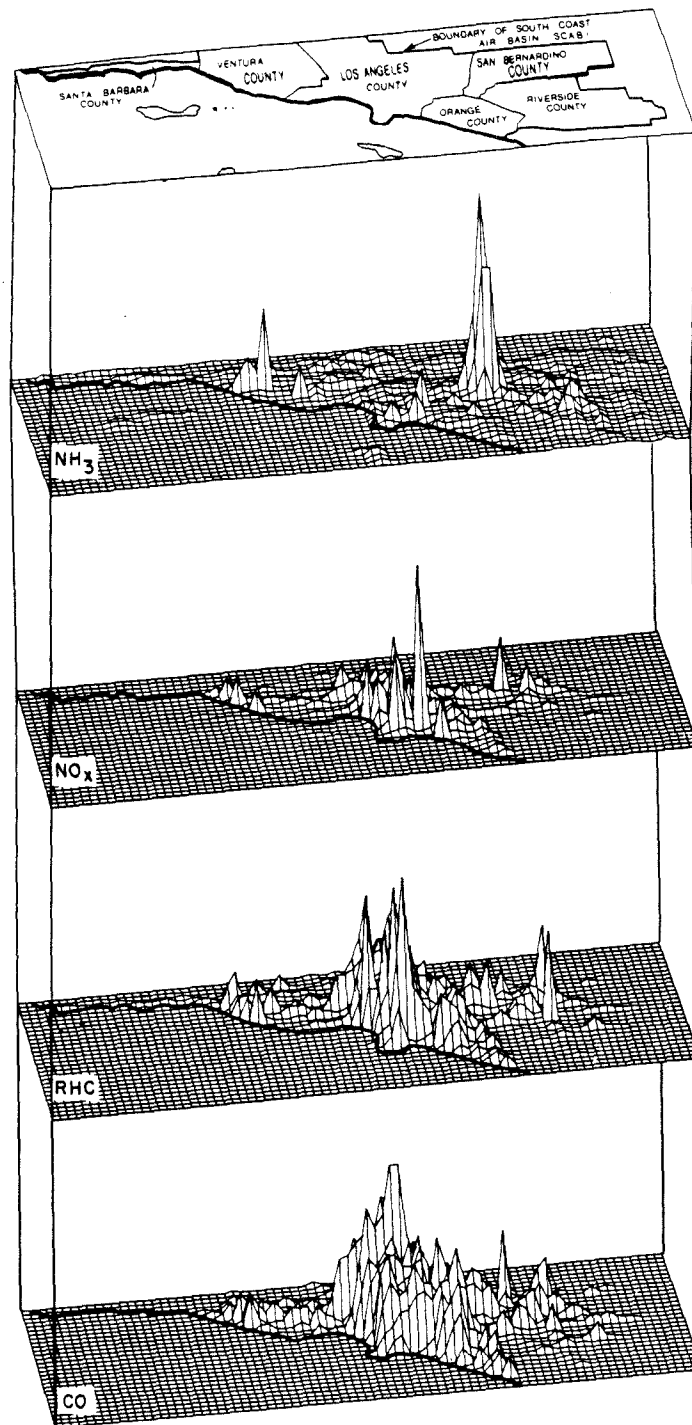 BOUNDARY OF SOUTH COAST
AIR BASIN SCAB)
VENTURA
COUNTY
LOS ANGELES
COUNTY
SAN BERNARDINO
COUNTY
SANTA BARBARA
COUNTY
ORANGE
COUNTY
RIVERSIDE
COUNTY
NH3
NOx
RHC
CO